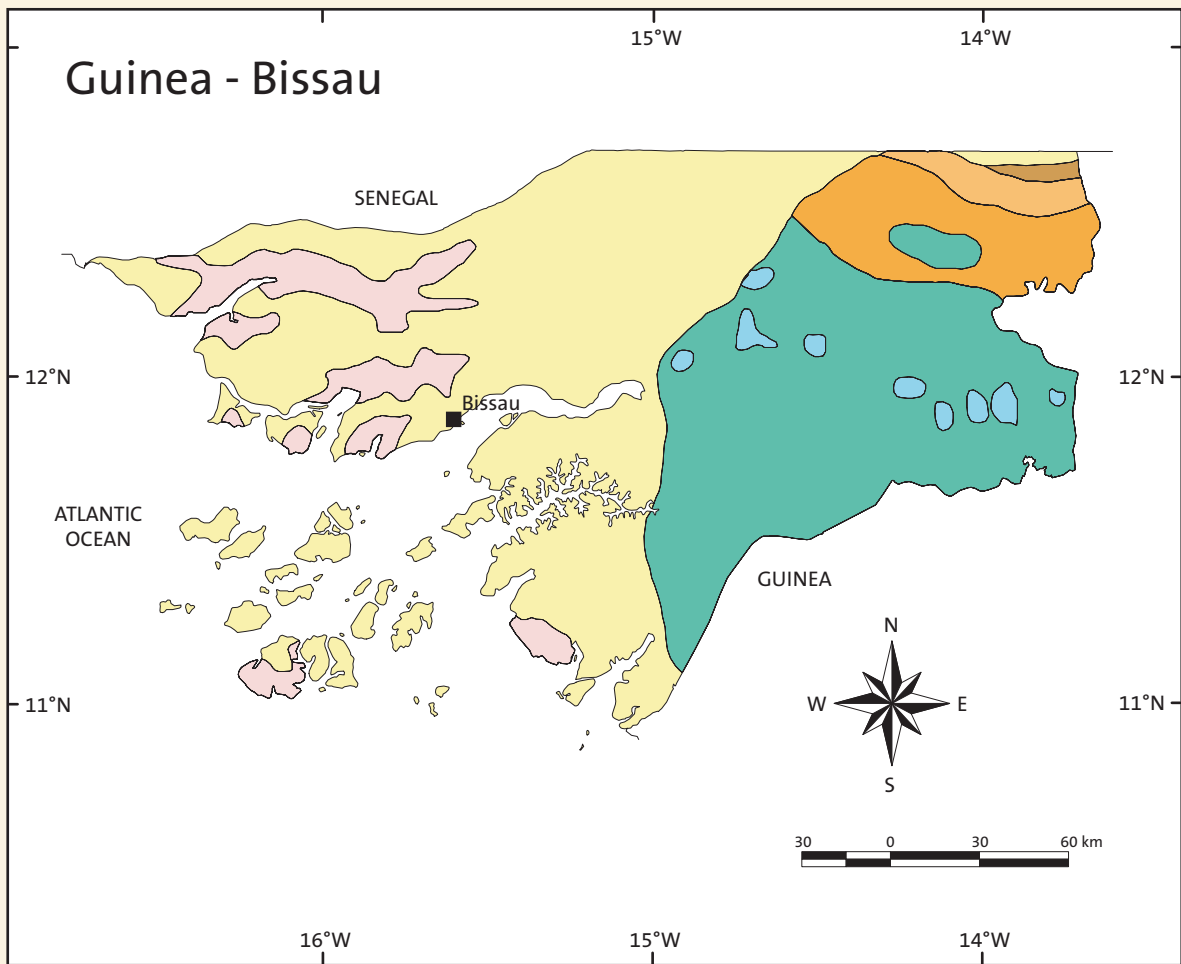 15°W
14°W
Guinea - Bissau
SENEGAL
12°N
12°N
Bissau
ATLANTIC
OCEAN
GUINEA
N
W
E
S
11°N
11°N
30
0
30
60 km
16°W
15°W
14°W